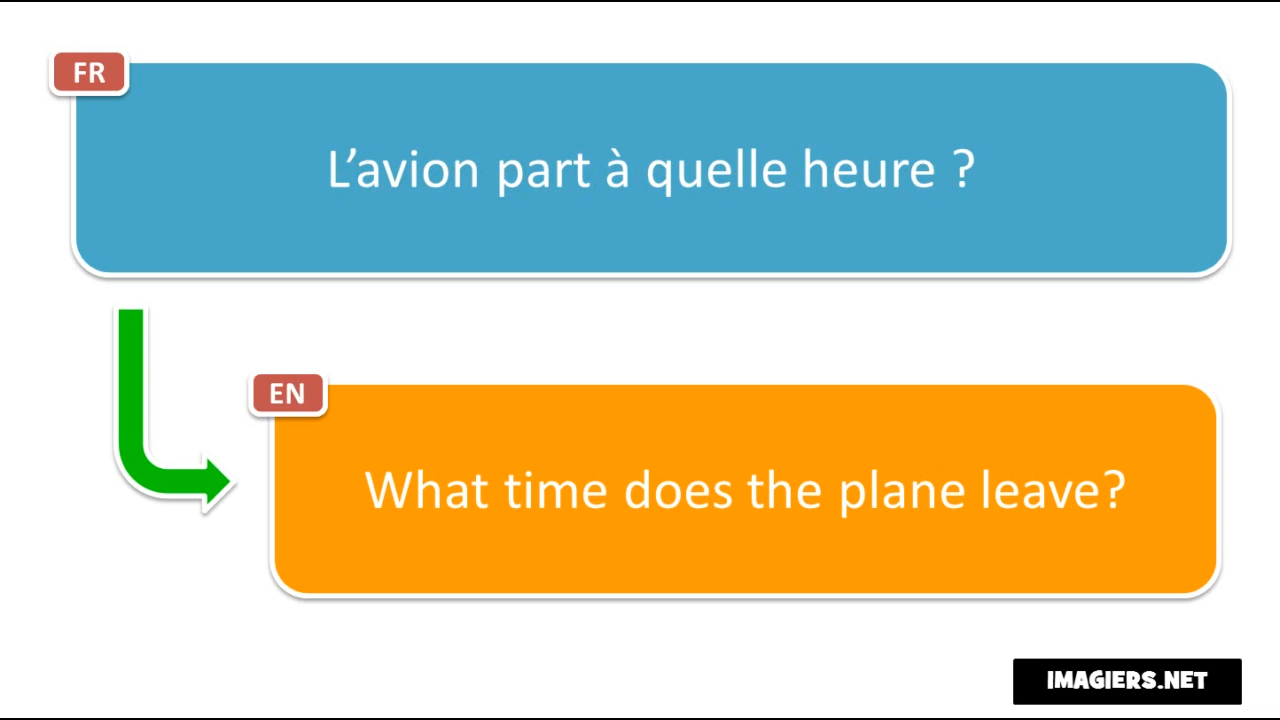 FR
L’avion part à quelle heure ?
EN
What time does the plane leave?
IMAGIERS.NET